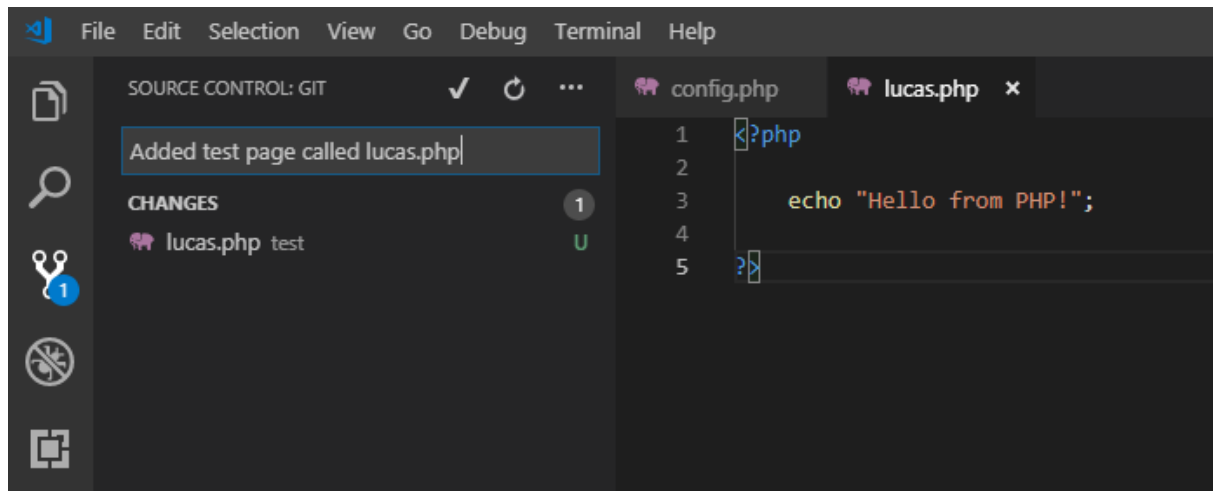 File Edit Selection View Go Debug Terminal Help
SOURCE CONTROL: GIT
Added test page called lucas.php
CHANGES 1
lucas.php test U
1
config.php lucas.php ×
1 <?php
2
3 echo "Hello from PHP!";
4
5 ?>